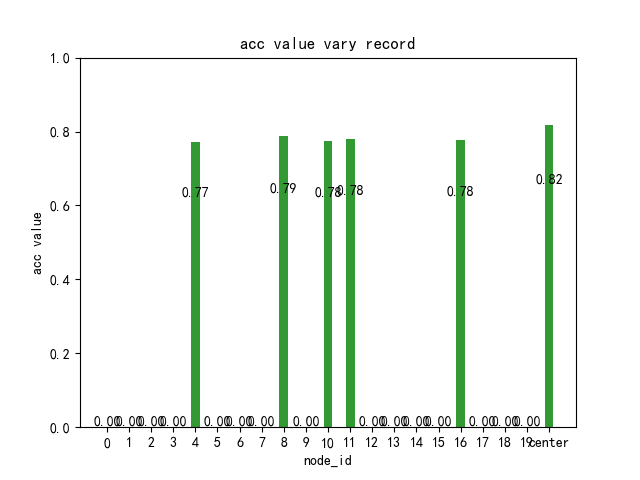 acc value vary record
1.0
0.8
0.6
0.4
0.2
0.0
acc value
0.00 0.00 0.00 0.00 0.77 0.00 0.00 0.00 0.79 0.00 0.78 0.78 0.00 0.00 0.00 0.00 0.78 0.00 0.00 0.00 0.82
0 1 2 3 4 5 6 7 8 9 10 11 12 13 14 15 16 17 18 19 center
node_id